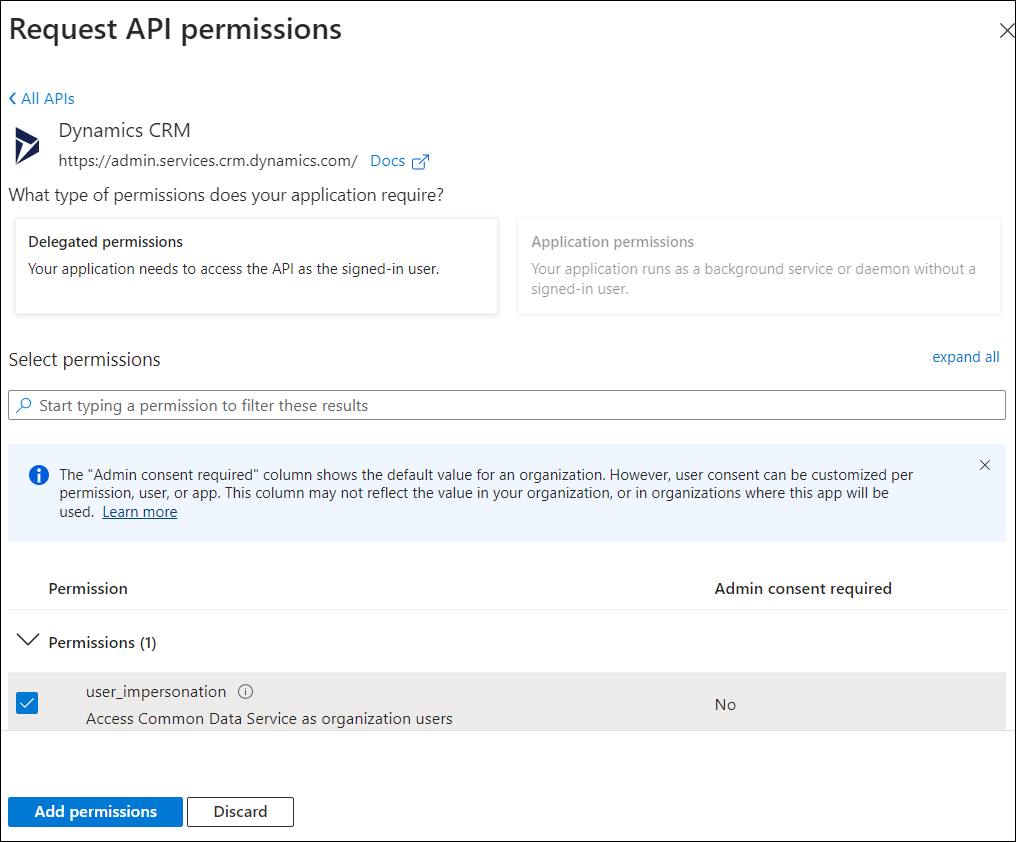 Request API permissions
All APIs
Dynamics CRM
https://admin.services.crm.dynamics.com/ Docs
What type of permissions does your application require?
Delegated permissions
Your application needs to access the API as the signed-in user.
Application permissions
Your application runs as a background service or daemon without a
signed-in user.
Select permissions
expand all
Start typing a permission to filter these results
The "Admin consent required" column shows the default value for an organization. However, user consent can be customized per
permission, user, or app. This column may not reflect the value in your organization, or in organizations where this app will be
used. Learn more
Permission Admin consent required
Permissions (1)
user_impersonation
Access Common Data Service as organization users
No
Add permissions Discard